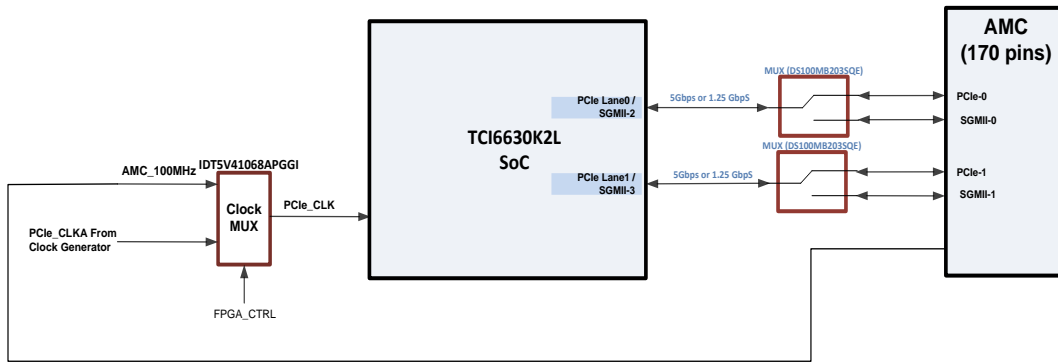 AMC
(170 pins)
MUX (DS100MB203SQE)
PCIe Lane0 /
SGMII-2
5Gbps or 1.25 GbpS
PCIe-0
SGMII-0
TCI6630K2L
SoC
MUX (DS100MB203SQE)
PCIe Lane1 /
SGMII-3
5Gbps or 1.25 GbpS
PCIe-1
SGMII-1
IDT5V41068APGGI
AMC_100MHz
Clock
MUX
PCIe_CLK
PCIe_CLKA From
Clock Generator
FPGA_CTRL